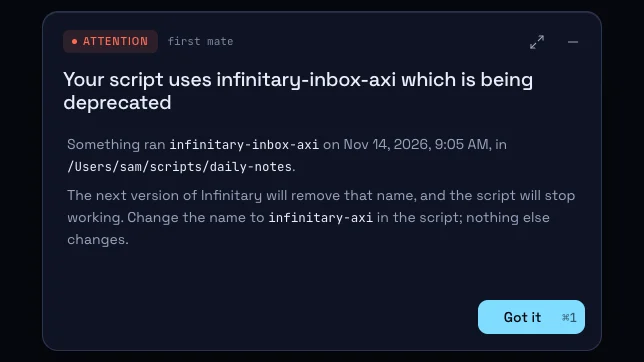 ATTENTION first mate
Your script uses infinitary-inbox-axi which is being
deprecated
Something ran infinitary-inbox-axi on Nov 14, 2026, 9:05 AM, in
/Users/sam/scripts/daily-notes.
The next version of Infinitary will remove that name, and the script will stop
working. Change the name to infinitary-axi in the script; nothing else
changes.
Got it ⌘1